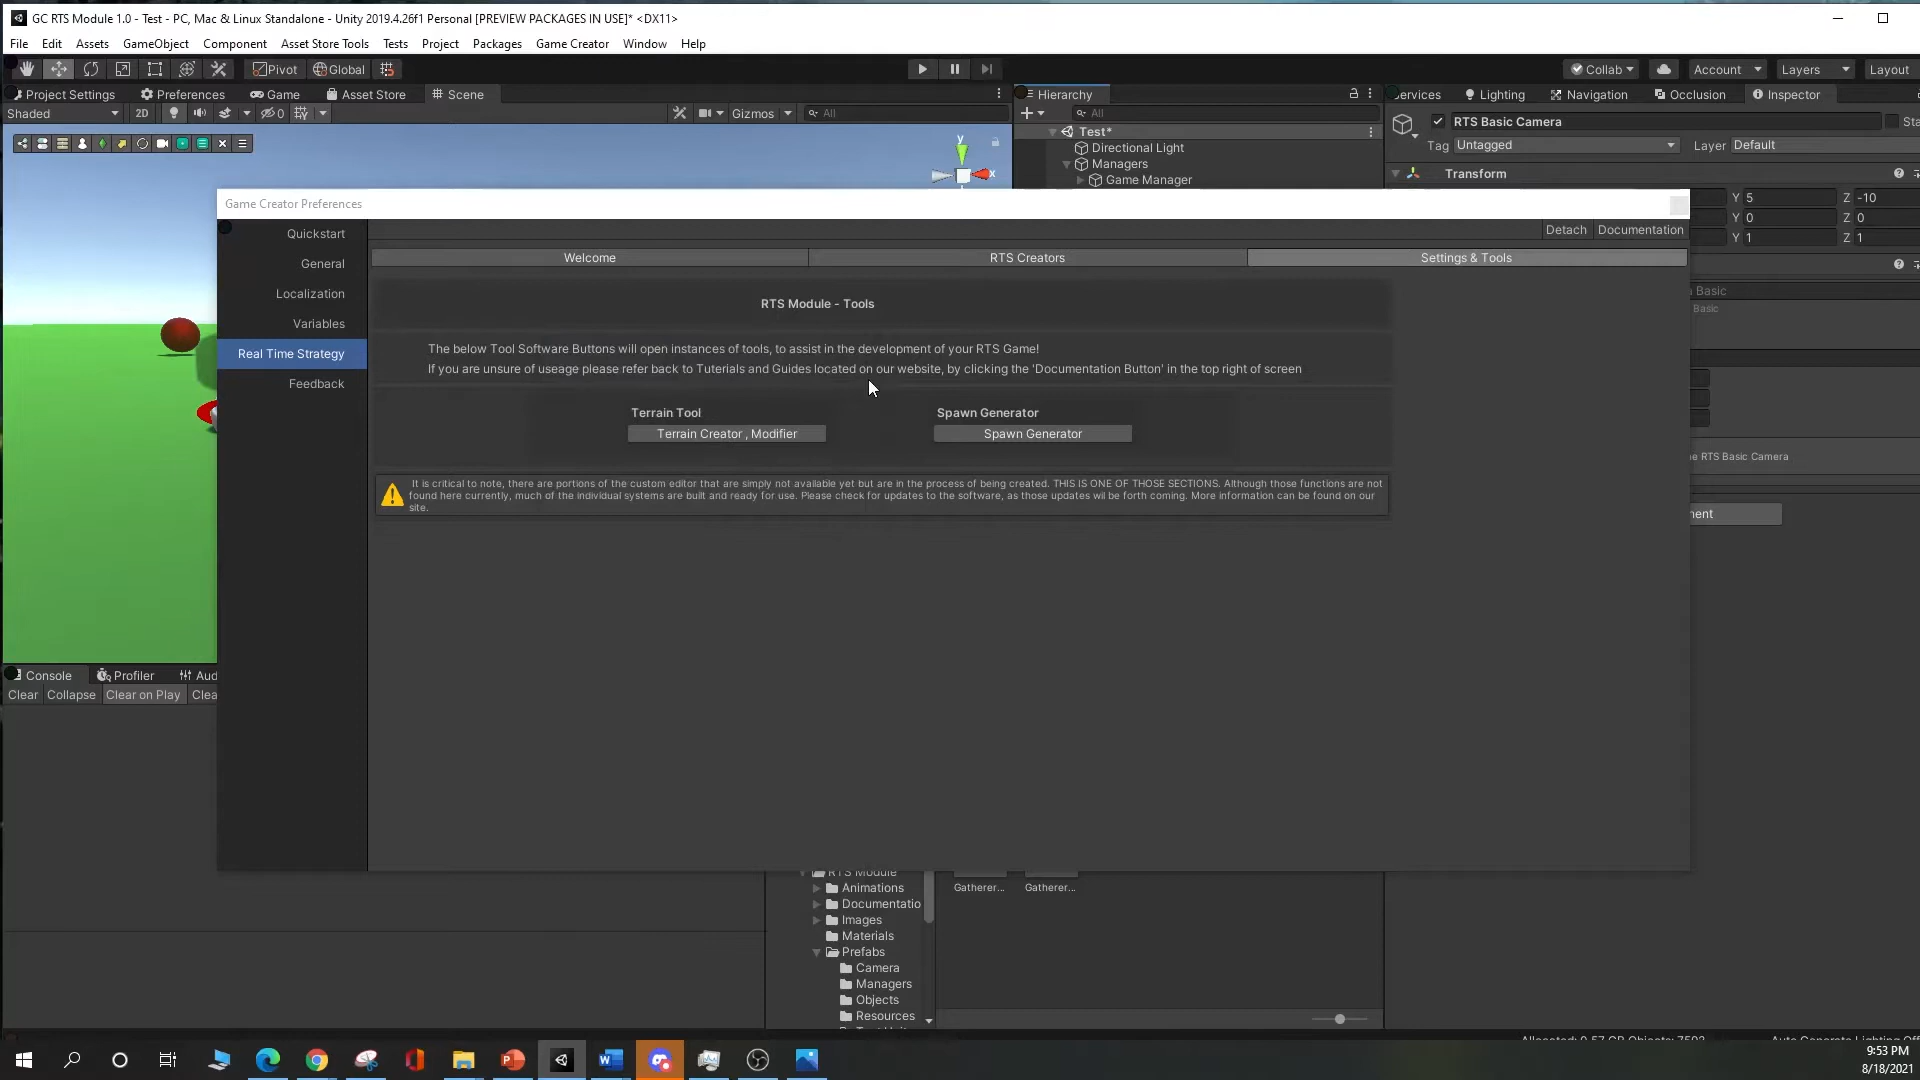 GC RTS Module 1.0 - Test - PC, Mac & Linux Standalone - Unity 2019.4.26f1 Personal [PREVIEW PACKAGES IN USE]* <DX11>
File Edit Assets GameObject Component Asset Store Tools Tests Project Packages Game Creator Window Help
Pivot Global Collab Account Layers Layout
Project Settings Preferences Game Asset Store Scene Hierarchy ervices Lighting Navigation Occlusion Inspector
Shaded 2D 0 Gizmos All All RTS Basic Camera Sta
Test*
Tag Untagged Layer Default
Directional Light
Managers
Transform
Game Manager
y
x
Y 5 Z -10
Y 0 Z 0
Y 1 Z 1
Game Creator Preferences
Detach Documentation
Quickstart
General
Localization
Variables
Real Time Strategy
Feedback
Welcome RTS Creators Settings & Tools
RTS Module - Tools
The below Tool Software Buttons will open instances of tools, to assist in the development of your RTS Game!
If you are unsure of useage please refer back to Tuterials and Guides located on our website, by clicking the 'Documentation Button' in the top right of screen
Terrain Tool Spawn Generator
Terrain Creator , Modifier Spawn Generator
It is critical to note, there are portions of the custom editor that are simply not available yet but are in the process of being created. THIS IS ONE OF THOSE SECTIONS. Although those functions are not
found here currently, much of the individual systems are built and ready for use. Please check for updates to the software, as those updates wil be forth coming. More information can be found on our
site.
Basic
Basic
e RTS Basic Camera
nent
Console Profiler Aud
Clear Collapse Clear on Play Clea
RTS Module
Animations
Documentatio
Images
Materials
Prefabs
Camera
Managers
Objects
Resources
Gatherer... Gatherer...
9:53 PM
8/18/2021